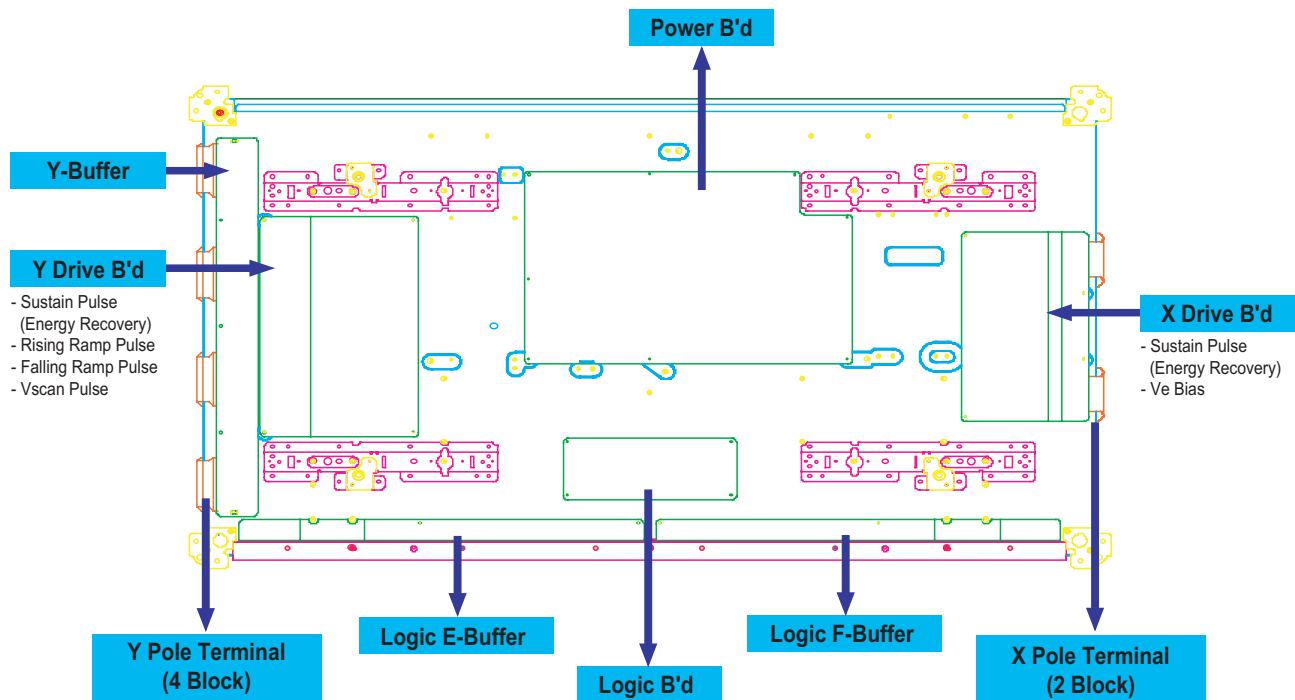 Power B'd
Y-Buffer
Y Drive B'd
- Sustain Pulse
(Energy Recovery)
- Rising Ramp Pulse
- Falling Ramp Pulse
- Vscan Pulse
X Drive B'd
- Sustain Pulse
(Energy Recovery)
- Ve Bias
Logic E-Buffer
Logic F-Buffer
Y Pole Terminal
(4 Block)
Logic B'd
X Pole Terminal
(2 Block)